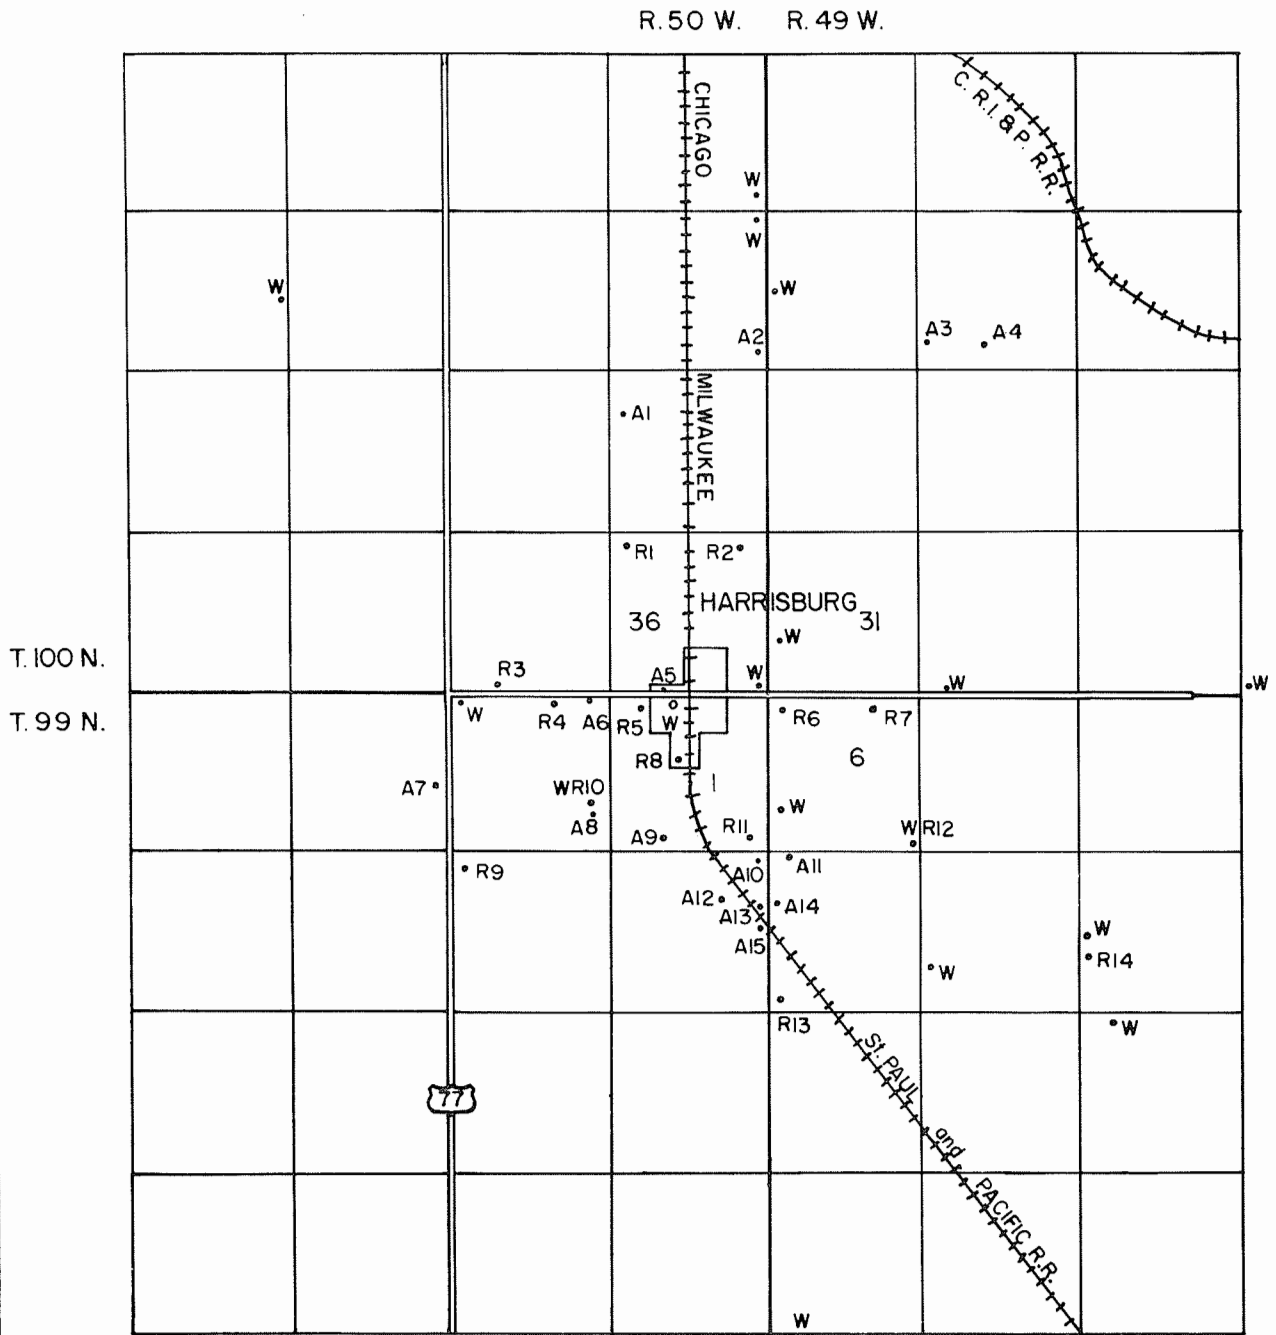 R. 50 W. R. 49 W.
CHICAGO
C. R. I. & P. R. R.
W
W
W
W
A2
A3
A4
MILWAUKEE
A1
R1
R2
HARRISBURG
36
31
W
T. 100 N.
R3
A5
W
W
W
T. 99 N.
W
R4
A6
R5
W
R6
R7
R8
6
A7
WR10
1
W
A8
A9
R11
WR12
R9
A10
A11
A12
A13
A14
A15
W
R14
W
R13
W
St. PAUL
77
and
PACIFIC R.R.
W